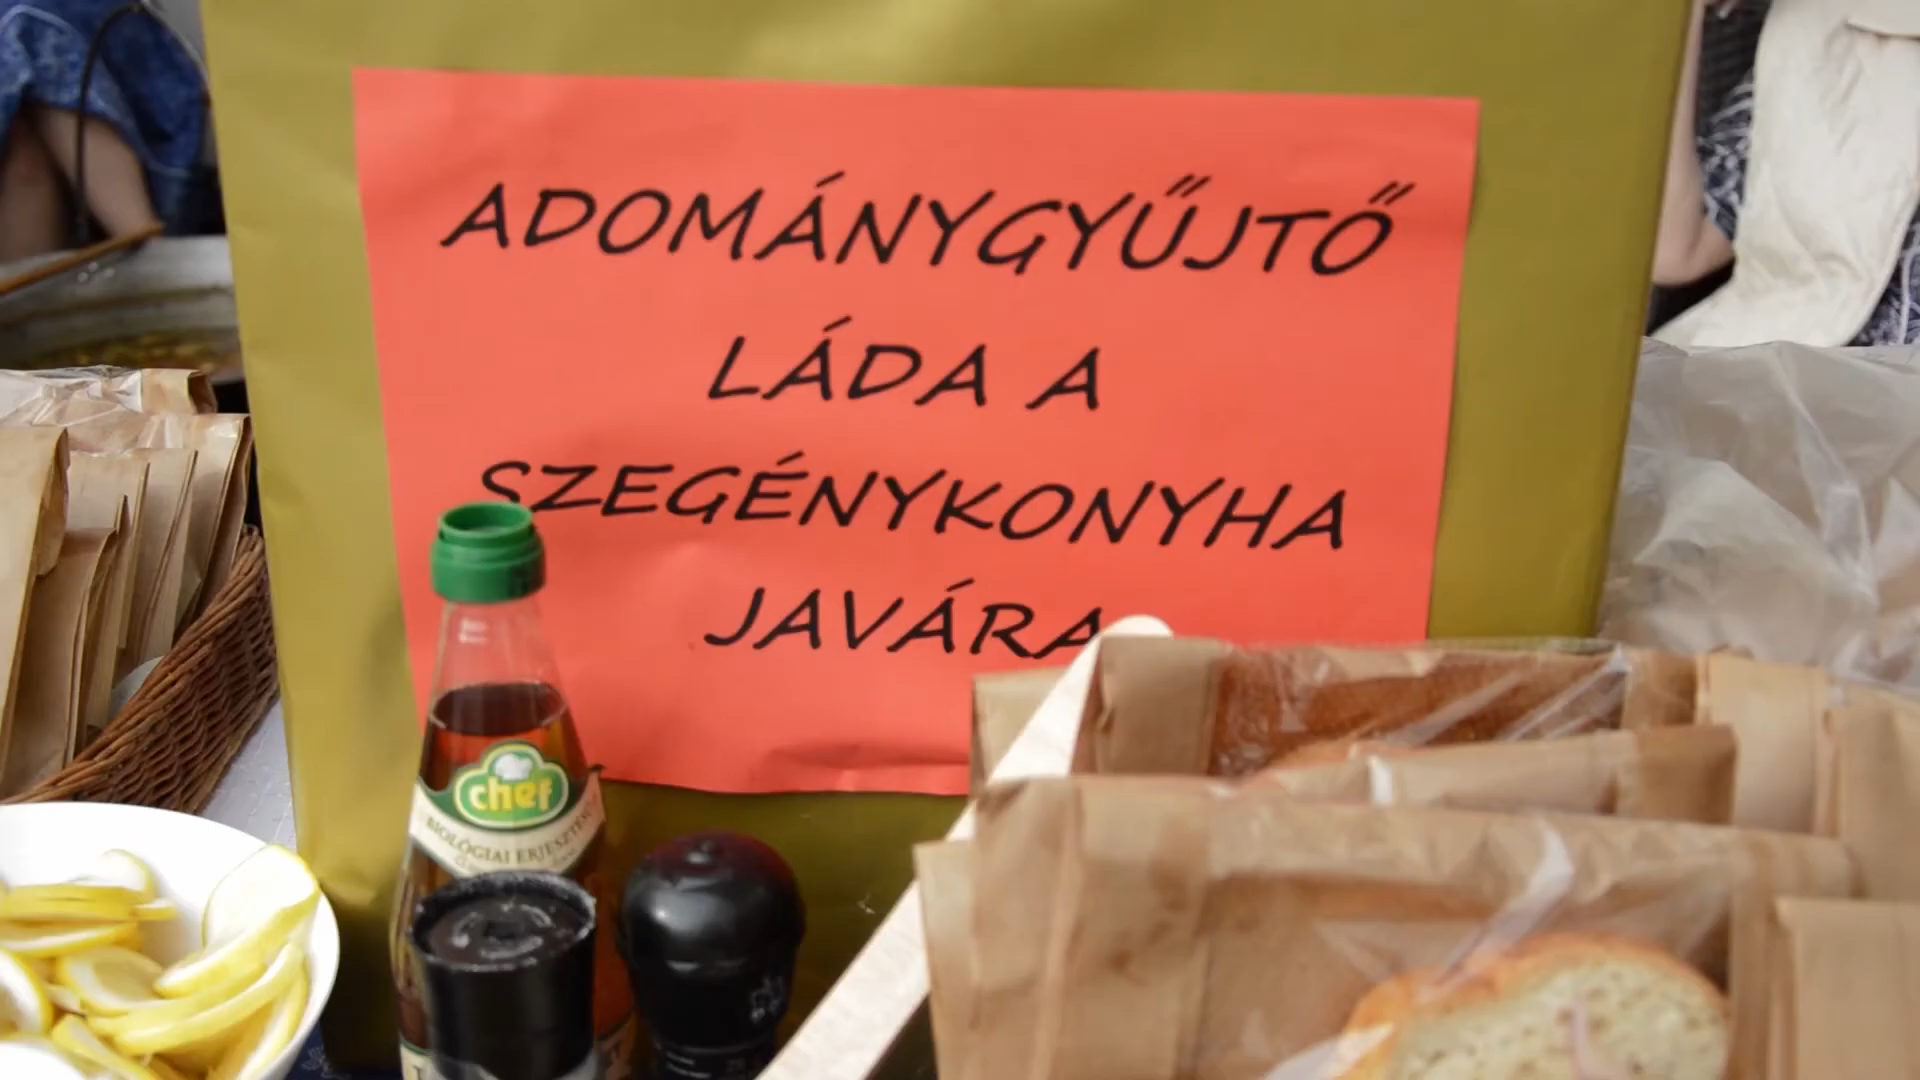 ADOMÁNYGYŰJTŐ
LÁDA A
SZEGÉNYKONYHA
JAVÁRA
chef
BIOLÓGIAI ERJESZTÉSŰ